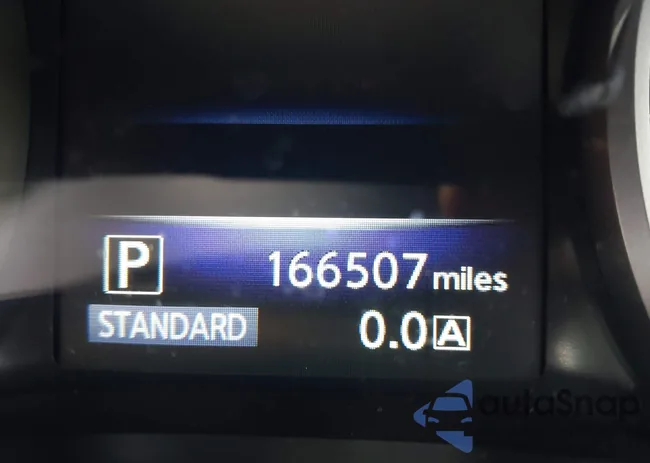 P 166507 miles
STANDARD 0.0 A
autoSnap